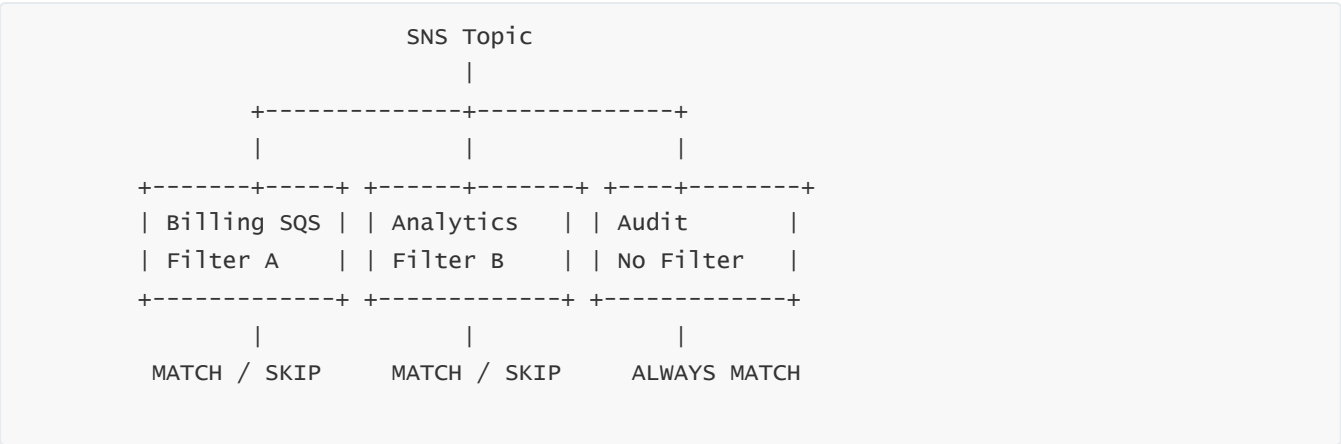 SNS Topic
|
+--------------+--------------+
| | |
+-------+-----+ +------+-------+ +----+--------+
| Billing SQS | | Analytics | | Audit |
| Filter A | | Filter B | | No Filter |
+-------------+ +-------------+ +-------------+
| | |
MATCH / SKIP MATCH / SKIP ALWAYS MATCH